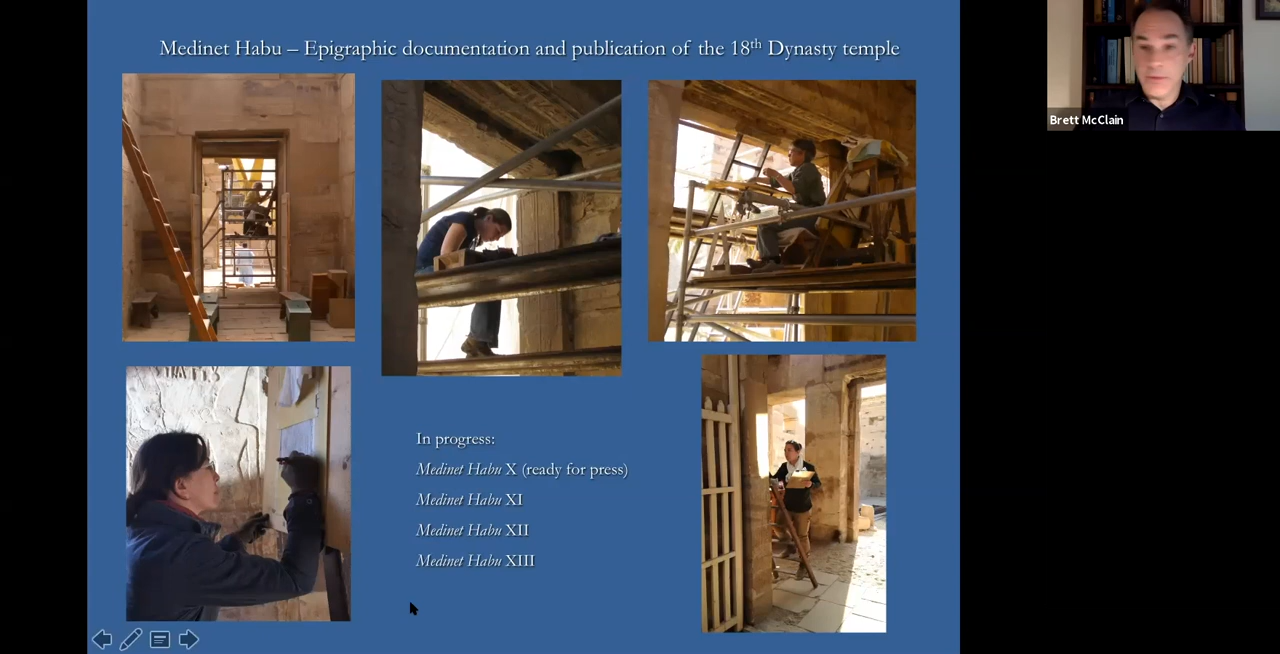 Medinet Habu – Epigraphic documentation and publication of the 18th Dynasty temple
Brett McClain
In progress:
Medinet Habu X (ready for press)
Medinet Habu XI
Medinet Habu XII
Medinet Habu XIII